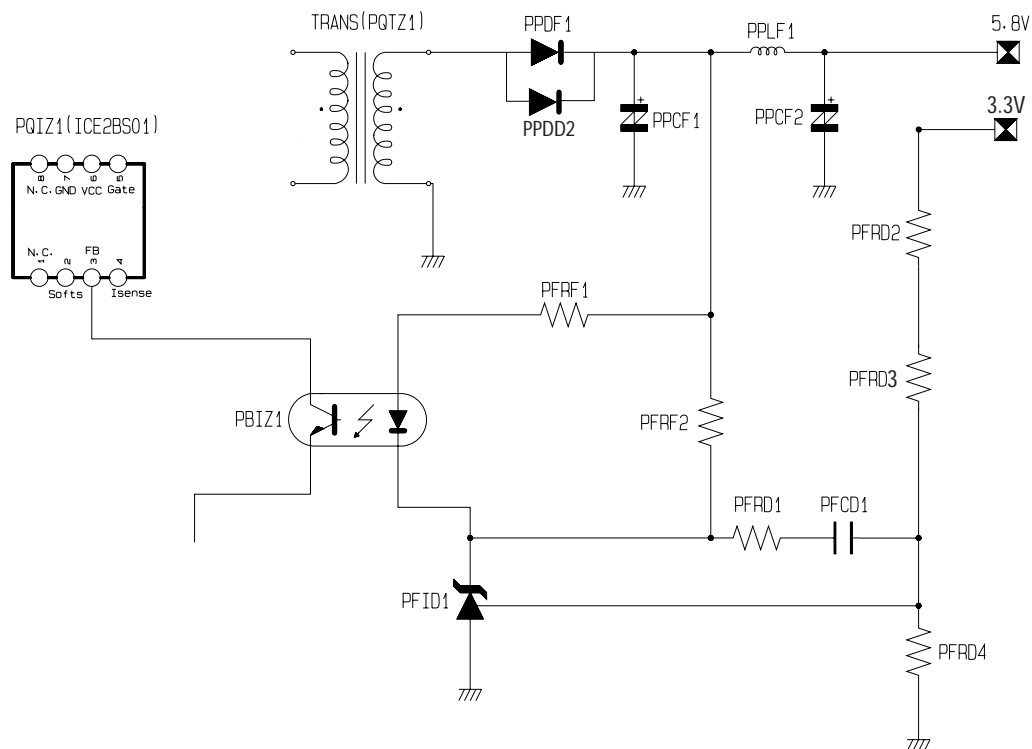 TRANS(PQTZ1)
PPDF1
PPLF1
5.8V
PPDD2
PPCF1
PPCF2
3.3V
PQIZ1(ICE2BS01)
8 7 6 5
N.C. GND VCC Gate
N.C. FB
1 2 3 4
Softs Isense
PFRD2
PFRF1
PFRD3
PBIZ1
PFRF2
PFRD1
PFCD1
PFID1
PFRD4
+
+